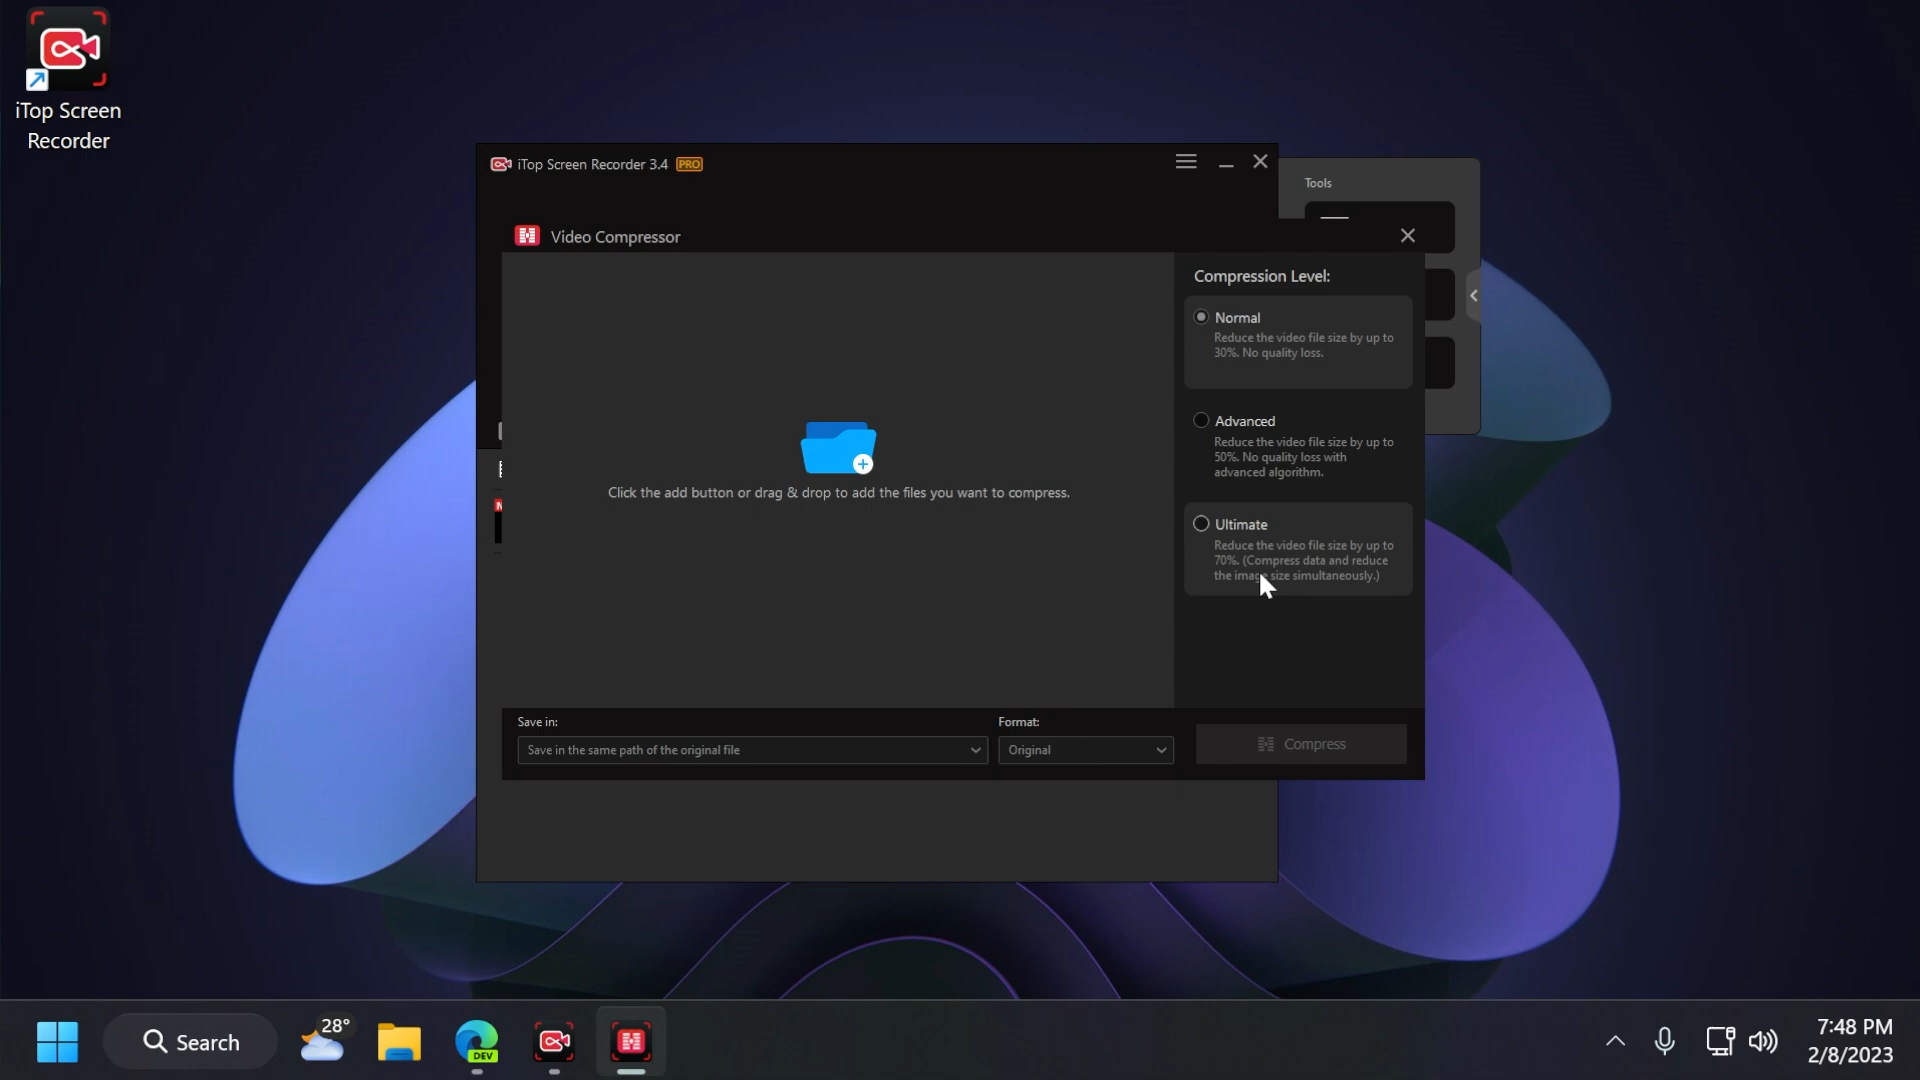 iTop Screen
Recorder
iTop Screen Recorder 3.4 PRO
Tools
Video Compressor
Compression Level:
Normal
Reduce the video file size by up to
30%. No quality loss.
Advanced
Reduce the video file size by up to
50%. No quality loss with
advanced algorithm.
Click the add button or drag & drop to add the files you want to compress.
Ultimate
Reduce the video file size by up to
70%. (Compress data and reduce
the image size simultaneously.)
Save in:
Save in the same path of the original file
Format:
Original
Compress
Search
28°
DEV
7:48 PM
2/8/2023